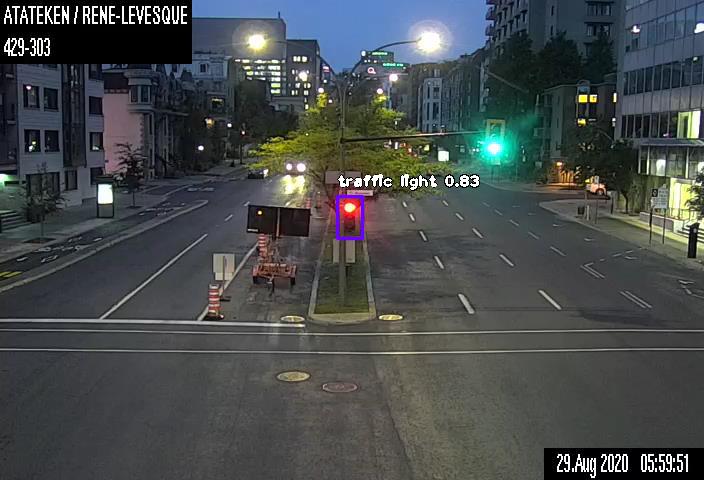 ATATEKEN / RENE-LEVESQUE
429-303
traffic light 0.83
29.Aug 2020 05:59:51